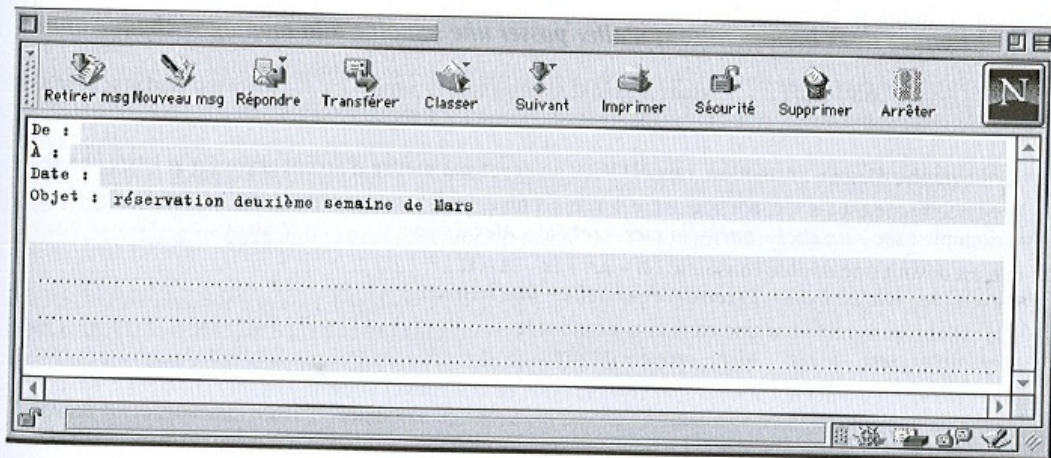 Retirer msg Nouveau msg Répondre Transférer Classer Suivant Imprimer Sécurité Supprimer Arrêter N
De :
À :
Date :
Objet : réservation deuxième semaine de Mars